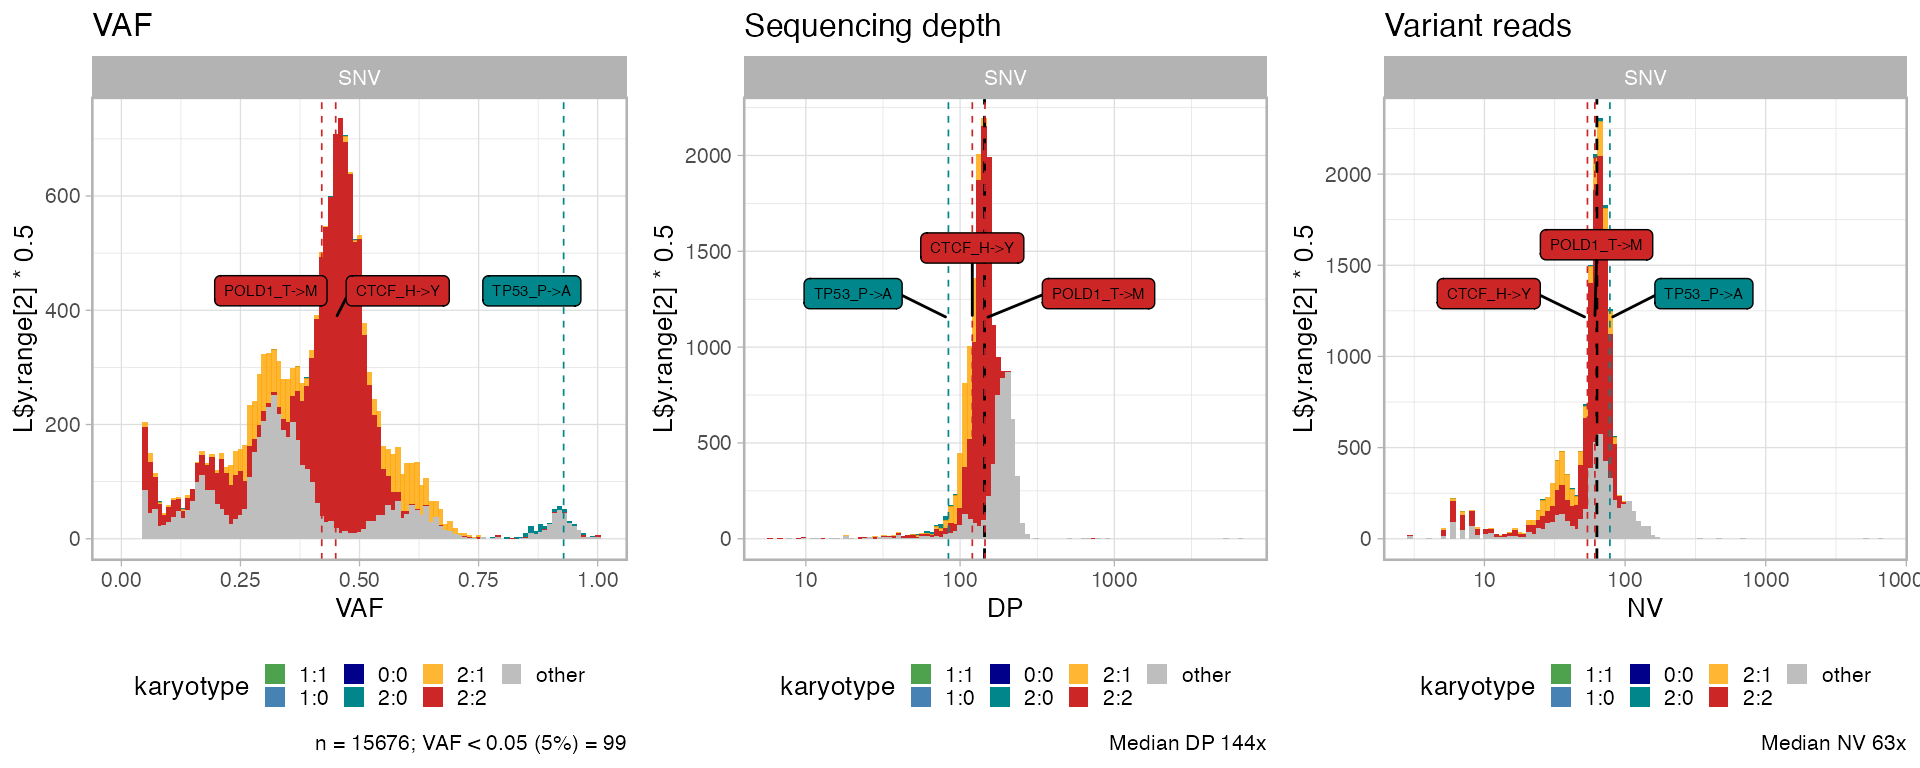 VAF
SNV
L$y.range[2] * 0.5
600
400
200
0
POLD1_T->M
CTCF_H->Y
TP53_P->A
0.00 0.25 0.50 0.75 1.00
VAF
karyotype
1:1 0:0 2:1 other
1:0 2:0 2:2
n = 15676; VAF < 0.05 (5%) = 99
Sequencing depth
SNV
L$y.range[2] * 0.5
2000
1500
1000
500
0
CTCF_H->Y
TP53_P->A
POLD1_T->M
10 100 1000
DP
karyotype
1:1 0:0 2:1 other
1:0 2:0 2:2
Median DP 144x
Variant reads
SNV
L$y.range[2] * 0.5
2000
1500
1000
500
0
POLD1_T->M
CTCF_H->Y
TP53_P->A
10 100 1000 1000
NV
karyotype
1:1 0:0 2:1 other
1:0 2:0 2:2
Median NV 63x